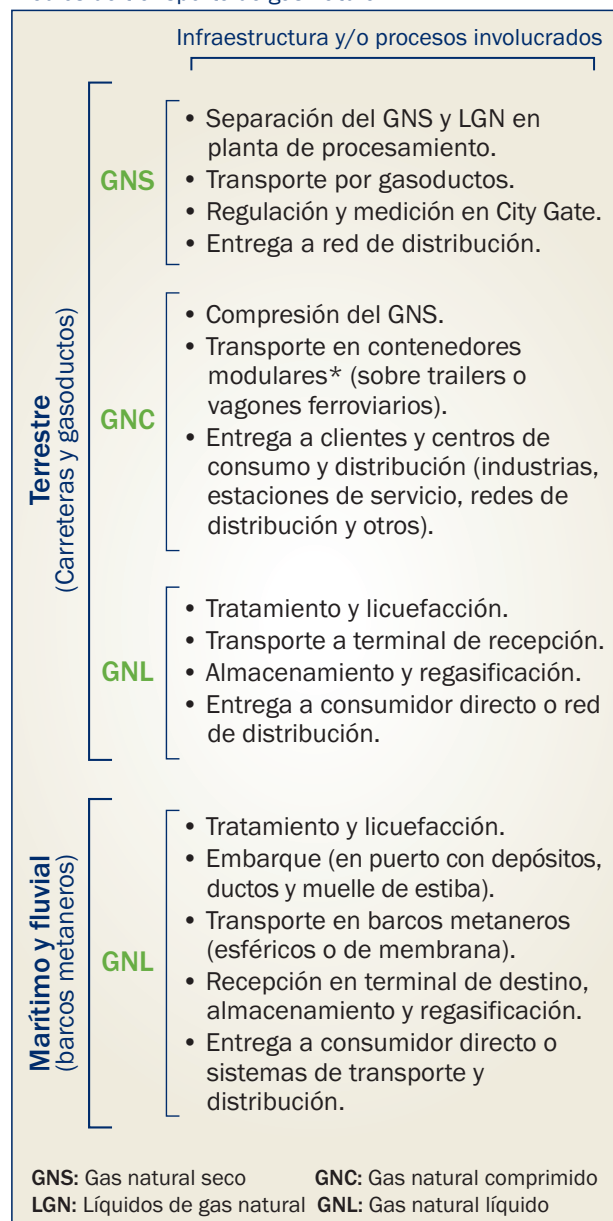 Infraestructura y/o procesos involucrados
Terrestre
(Carreteras y gasoductos)
GNS
• Separación del GNS y LGN en
planta de procesamiento.
• Transporte por gasoductos.
• Regulación y medición en City Gate.
• Entrega a red de distribución.
GNC
• Compresión del GNS.
• Transporte en contenedores
modulares* (sobre trailers o
vagones ferroviarios).
• Entrega a clientes y centros de
consumo y distribución (industrias,
estaciones de servicio, redes de
distribución y otros).
GNL
• Tratamiento y licuefacción.
• Transporte a terminal de recepción.
• Almacenamiento y regasificación.
• Entrega a consumidor directo o red
de distribución.
Marítimo y fluvial
(barcos metaneros)
GNL
• Tratamiento y licuefacción.
• Embarque (en puerto con depósitos,
ductos y muelle de estiba).
• Transporte en barcos metaneros
(esféricos o de membrana).
• Recepción en terminal de destino,
almacenamiento y regasificación.
• Entrega a consumidor directo o
sistemas de transporte y
distribución.
GNS: Gas natural seco GNC: Gas natural comprimido
LGN: Líquidos de gas natural GNL: Gas natural líquido